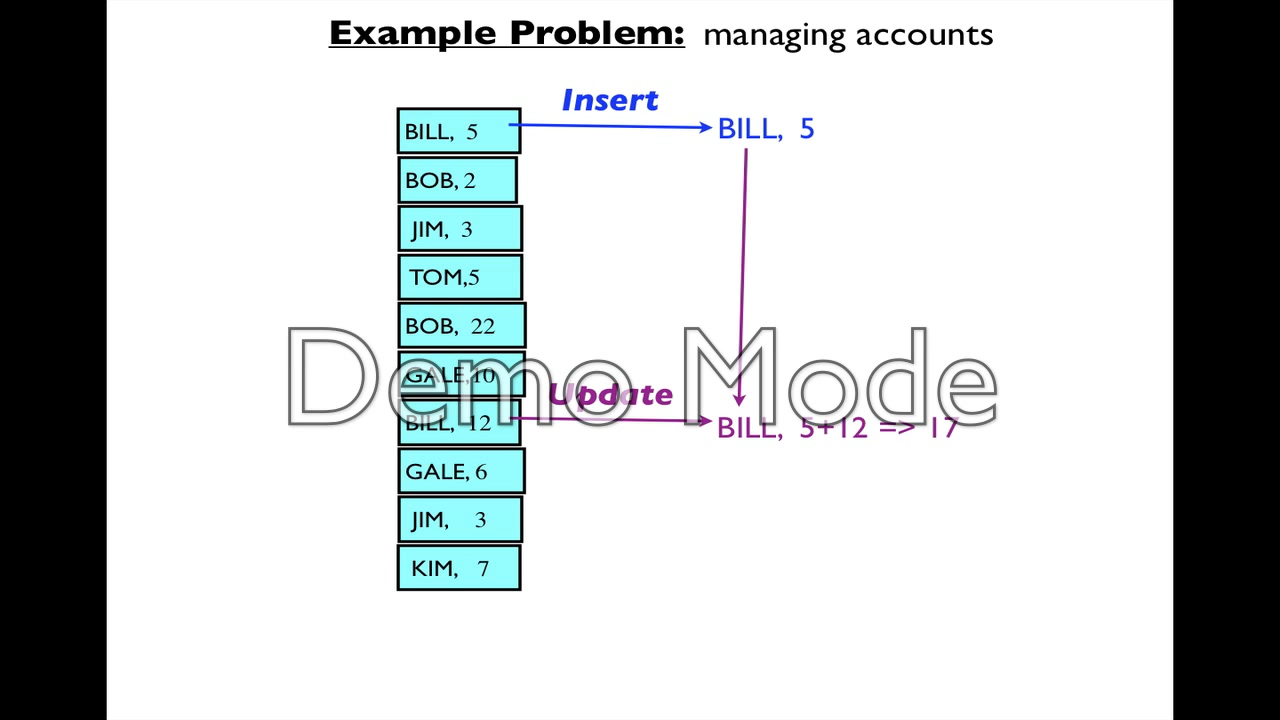 Example Problem: managing accounts
Insert
BILL, 5
BILL, 5
BOB, 2
JIM, 3
TOM,5
BOB, 22
GALE,10
Demo Mode
Update
BILL, 12
BILL, 5+12 => 17
GALE, 6
JIM, 3
KIM, 7